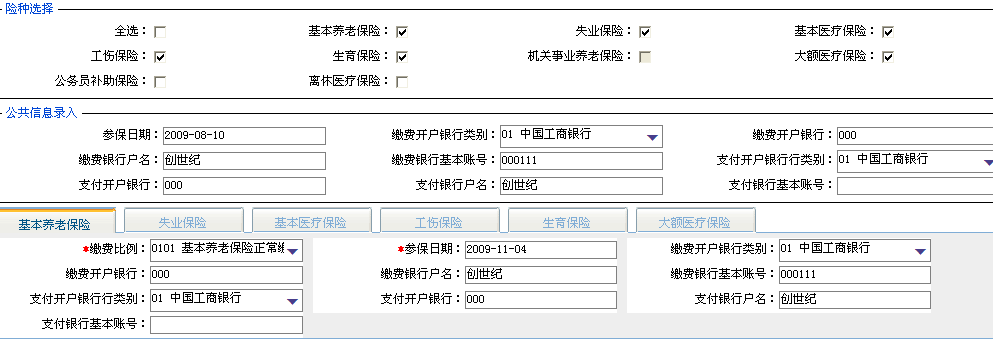 险种选择
全选： 基本养老保险： 失业保险： 基本医疗保险：
工伤保险： 生育保险： 机关事业养老保险： 大额医疗保险：
公务员补助保险： 离休医疗保险：
公共信息录入
参保日期：2009-08-10 缴费开户银行类别：01 中国工商银行 缴费开户银行：000
缴费银行户名：创世纪 缴费银行基本账号：000111 支付开户银行行类别：01 中国工商银行
支付开户银行：000 支付银行户名：创世纪 支付银行基本账号：
基本养老保险 失业保险 基本医疗保险 工伤保险 生育保险 大额医疗保险
*缴费比例：0101 基本养老保险正常 *参保日期：2009-11-04 缴费开户银行类别：01 中国工商银行
缴费开户银行：000 缴费银行户名：创世纪 缴费银行基本账号：000111
支付开户银行行类别：01 中国工商银行 支付开户银行：000 支付银行户名：创世纪
支付银行基本账号：